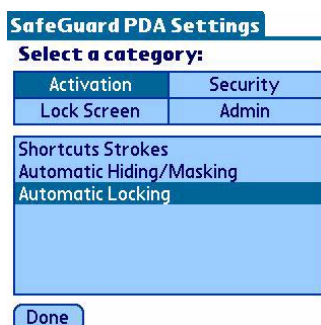 SafeGuard PDA Settings
Select a category:
Activation Security
Lock Screen Admin
Shortcuts Strokes
Automatic Hiding/Masking
Automatic Locking
Done